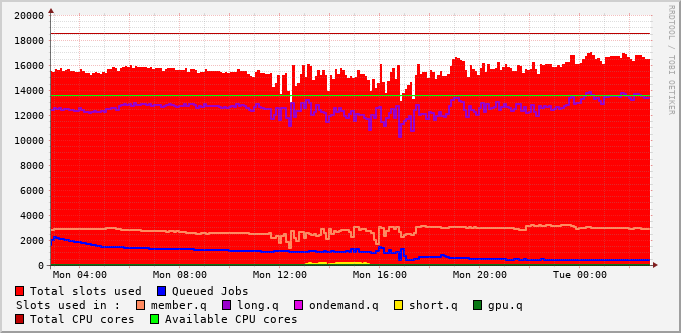 20000
18000
16000
14000
12000
10000
8000
6000
4000
2000
0
Mon 04:00 Mon 08:00 Mon 12:00 Mon 16:00 Mon 20:00 Tue 00:00
RRDTOOL / TOBI OETIKER
Total slots used Queued Jobs
Slots used in : member.q long.q ondemand.q short.q gpu.q
Total CPU cores Available CPU cores